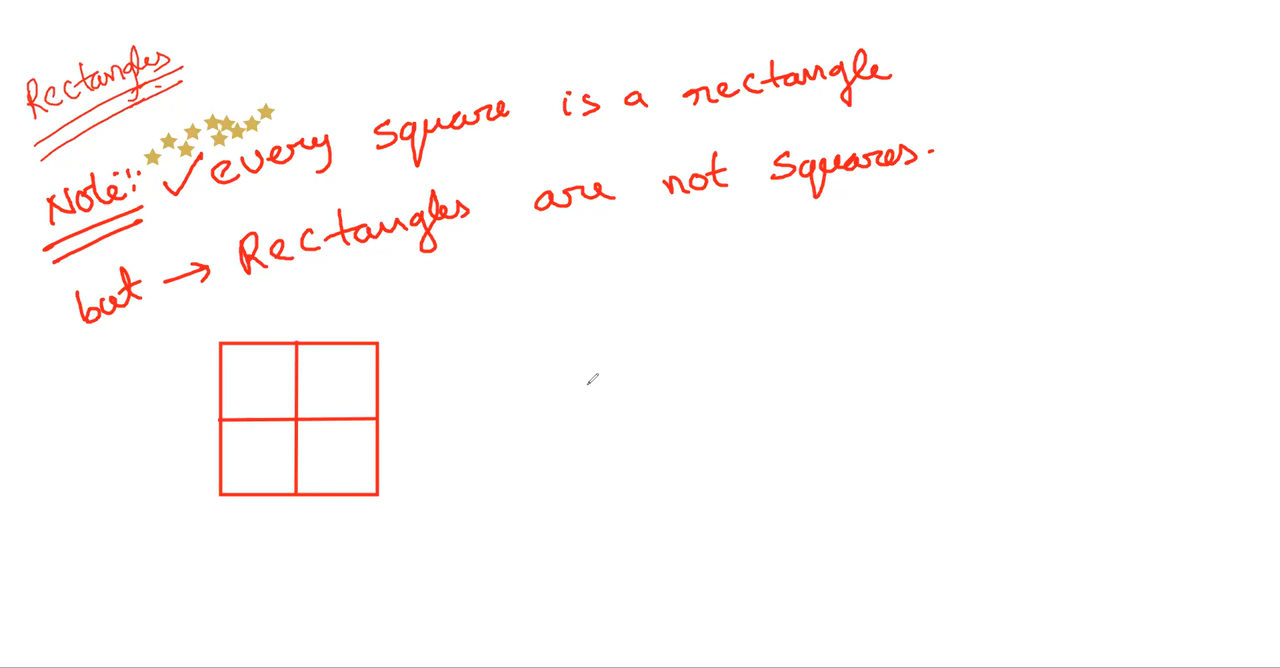 Rectangles
Note:- ✓ every square is a rectangle
but → Rectangles are not squares.